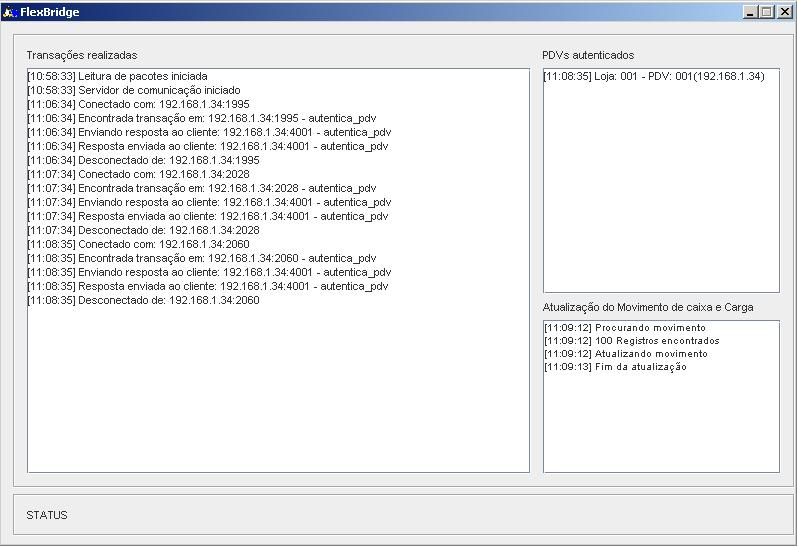 FlexBridge
Transações realizadas
[10:58:33] Leitura de pacotes iniciada
[10:58:33] Servidor de comunicação iniciado
[11:06:34] Conectado com: 192.168.1.34:1995
[11:06:34] Encontrada transação em: 192.168.1.34:1995 - autentica_pdv
[11:06:34] Enviando resposta ao cliente: 192.168.1.34:4001 - autentica_pdv
[11:06:34] Resposta enviada ao cliente: 192.168.1.34:4001 - autentica_pdv
[11:06:34] Desconectado de: 192.168.1.34:1995
[11:07:34] Conectado com: 192.168.1.34:2028
[11:07:34] Encontrada transação em: 192.168.1.34:2028 - autentica_pdv
[11:07:34] Enviando resposta ao cliente: 192.168.1.34:4001 - autentica_pdv
[11:07:34] Resposta enviada ao cliente: 192.168.1.34:4001 - autentica_pdv
[11:07:34] Desconectado de: 192.168.1.34:2028
[11:08:35] Conectado com: 192.168.1.34:2060
[11:08:35] Encontrada transação em: 192.168.1.34:2060 - autentica_pdv
[11:08:35] Enviando resposta ao cliente: 192.168.1.34:4001 - autentica_pdv
[11:08:35] Resposta enviada ao cliente: 192.168.1.34:4001 - autentica_pdv
[11:08:35] Desconectado de: 192.168.1.34:2060
PDVs autenticados
[11:08:35] Loja: 001 - PDV: 001(192.168.1.34)
Atualização do Movimento de caixa e Carga
[11:09:12] Procurando movimento
[11:09:12] 100 Registros encontrados
[11:09:12] Atualizando movimento
[11:09:13] Fim da atualização
STATUS